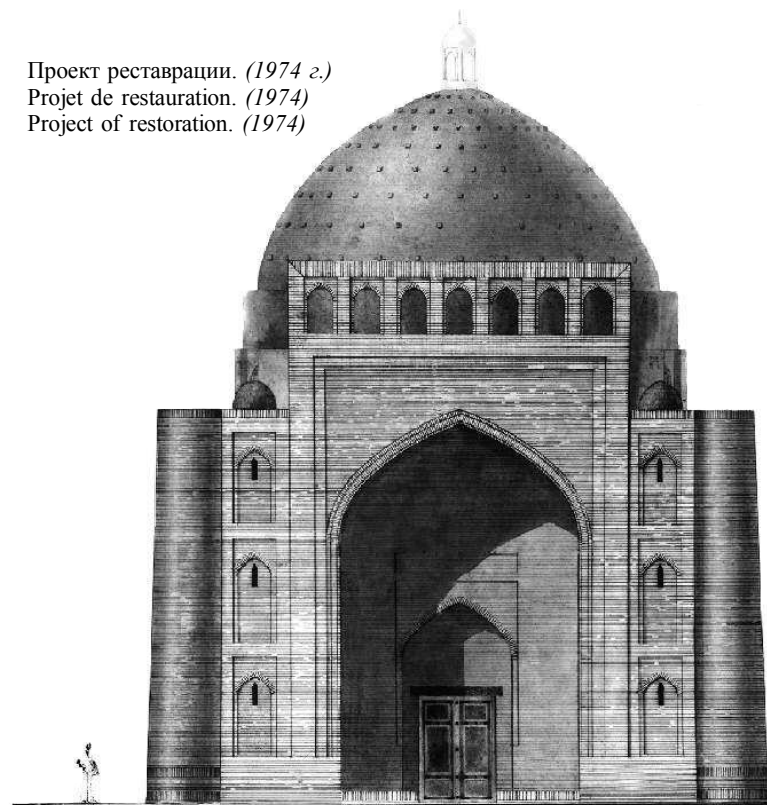 Проект реставрации. (1974 г.)
Projet de restauration. (1974)
Project of restoration. (1974)